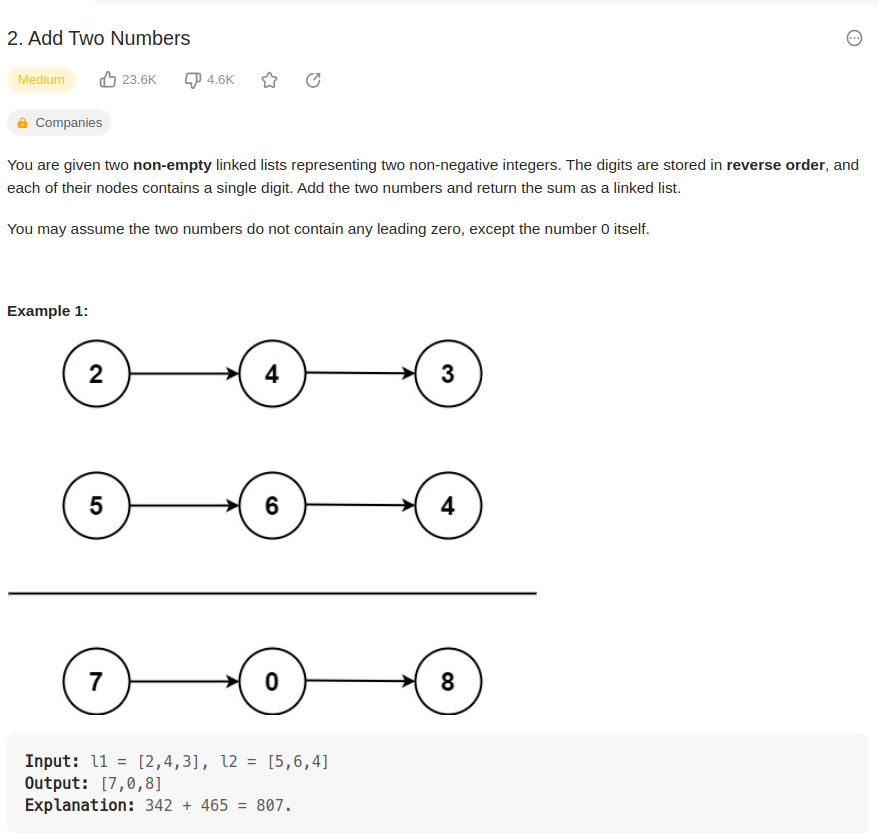 2. Add Two Numbers
Medium 23.6K 4.6K
Companies
You are given two non-empty linked lists representing two non-negative integers. The digits are stored in reverse order, and
each of their nodes contains a single digit. Add the two numbers and return the sum as a linked list.
You may assume the two numbers do not contain any leading zero, except the number 0 itself.
Example 1:
2 4 3
5 6 4
7 0 8
Input: l1 = [2,4,3], l2 = [5,6,4]
Output: [7,0,8]
Explanation: 342 + 465 = 807.